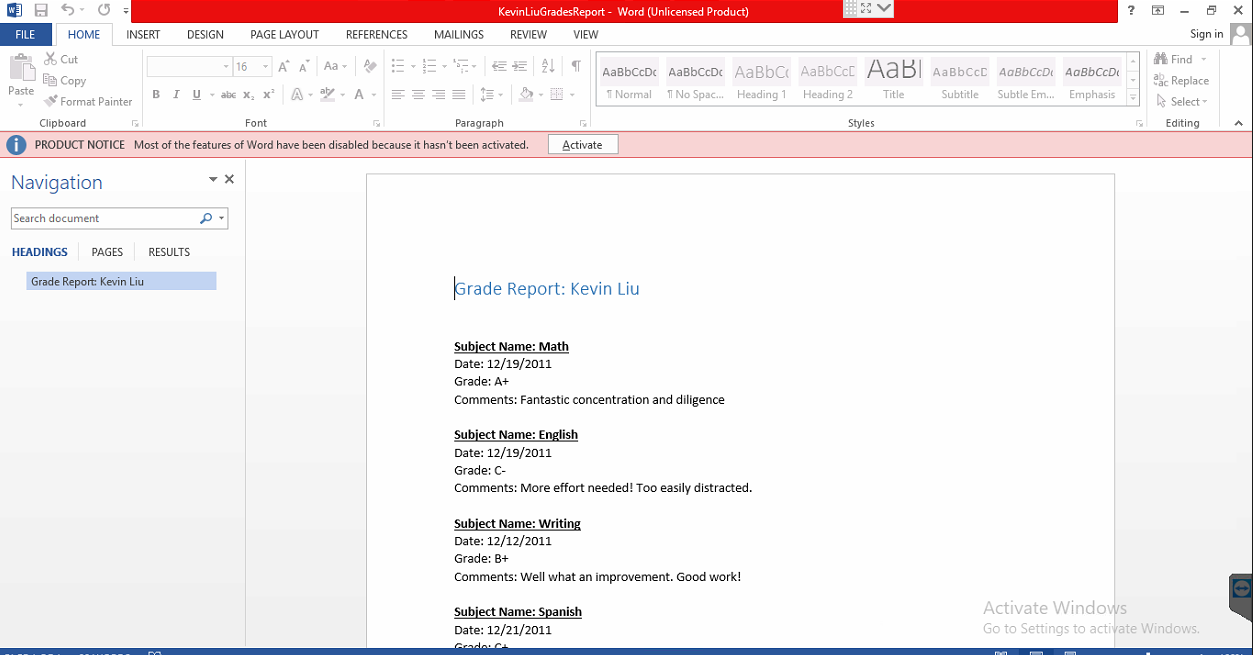 KevinLiuGradesReport - Word (Unlicensed Product)
FILE HOME INSERT DESIGN PAGE LAYOUT REFERENCES MAILINGS REVIEW VIEW Sign in
Paste
Cut
Copy
Format Painter
16
AaBbCcDc AaBbCcDc AaBbC( AaBbCcD AaBl AaBbCcD AaBbCcDc AaBbCcDc
¶ Normal ¶ No Spac... Heading 1 Heading 2 Title Subtitle Subtle Em... Emphasis
Find
Replace
Select
Clipboard Font Paragraph Styles Editing
PRODUCT NOTICE Most of the features of Word have been disabled because it hasn't been activated. Activate
Navigation
Search document
HEADINGS PAGES RESULTS
Grade Report: Kevin Liu
Grade Report: Kevin Liu
Subject Name: Math
Date: 12/19/2011
Grade: A+
Comments: Fantastic concentration and diligence
Subject Name: English
Date: 12/19/2011
Grade: C-
Comments: More effort needed! Too easily distracted.
Subject Name: Writing
Date: 12/12/2011
Grade: B+
Comments: Well what an improvement. Good work!
Subject Name: Spanish
Date: 12/21/2011
Grade: C+
Activate Windows
Go to Settings to activate Windows.